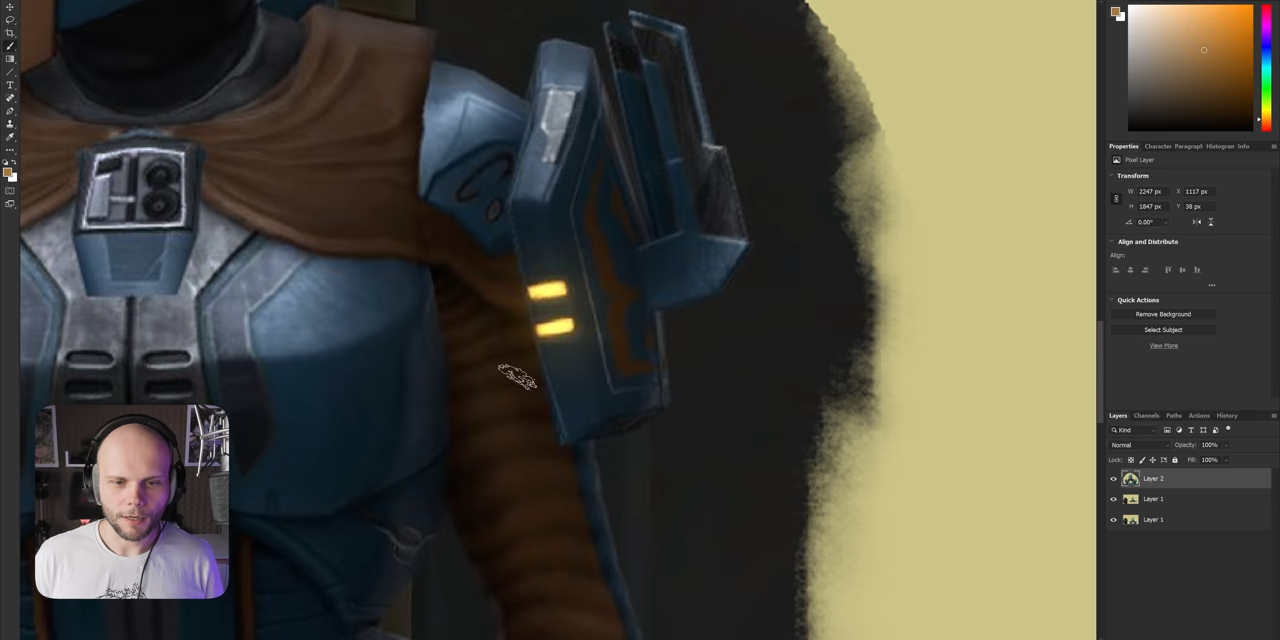 Properties Character Paragraph Histogran Info
Pixel Layer
Transform
W 2247 px X 1117 px
H 1847 px Y 38 px
0.00°
Align and Distribute
Align:
Quick Actions
Remove Background
Select Subject
View More
Layers Channels Paths Actions History
Kind
Normal Opacity: 100%
Lock: Fill: 100%
Layer 2
Layer 1
Layer 1